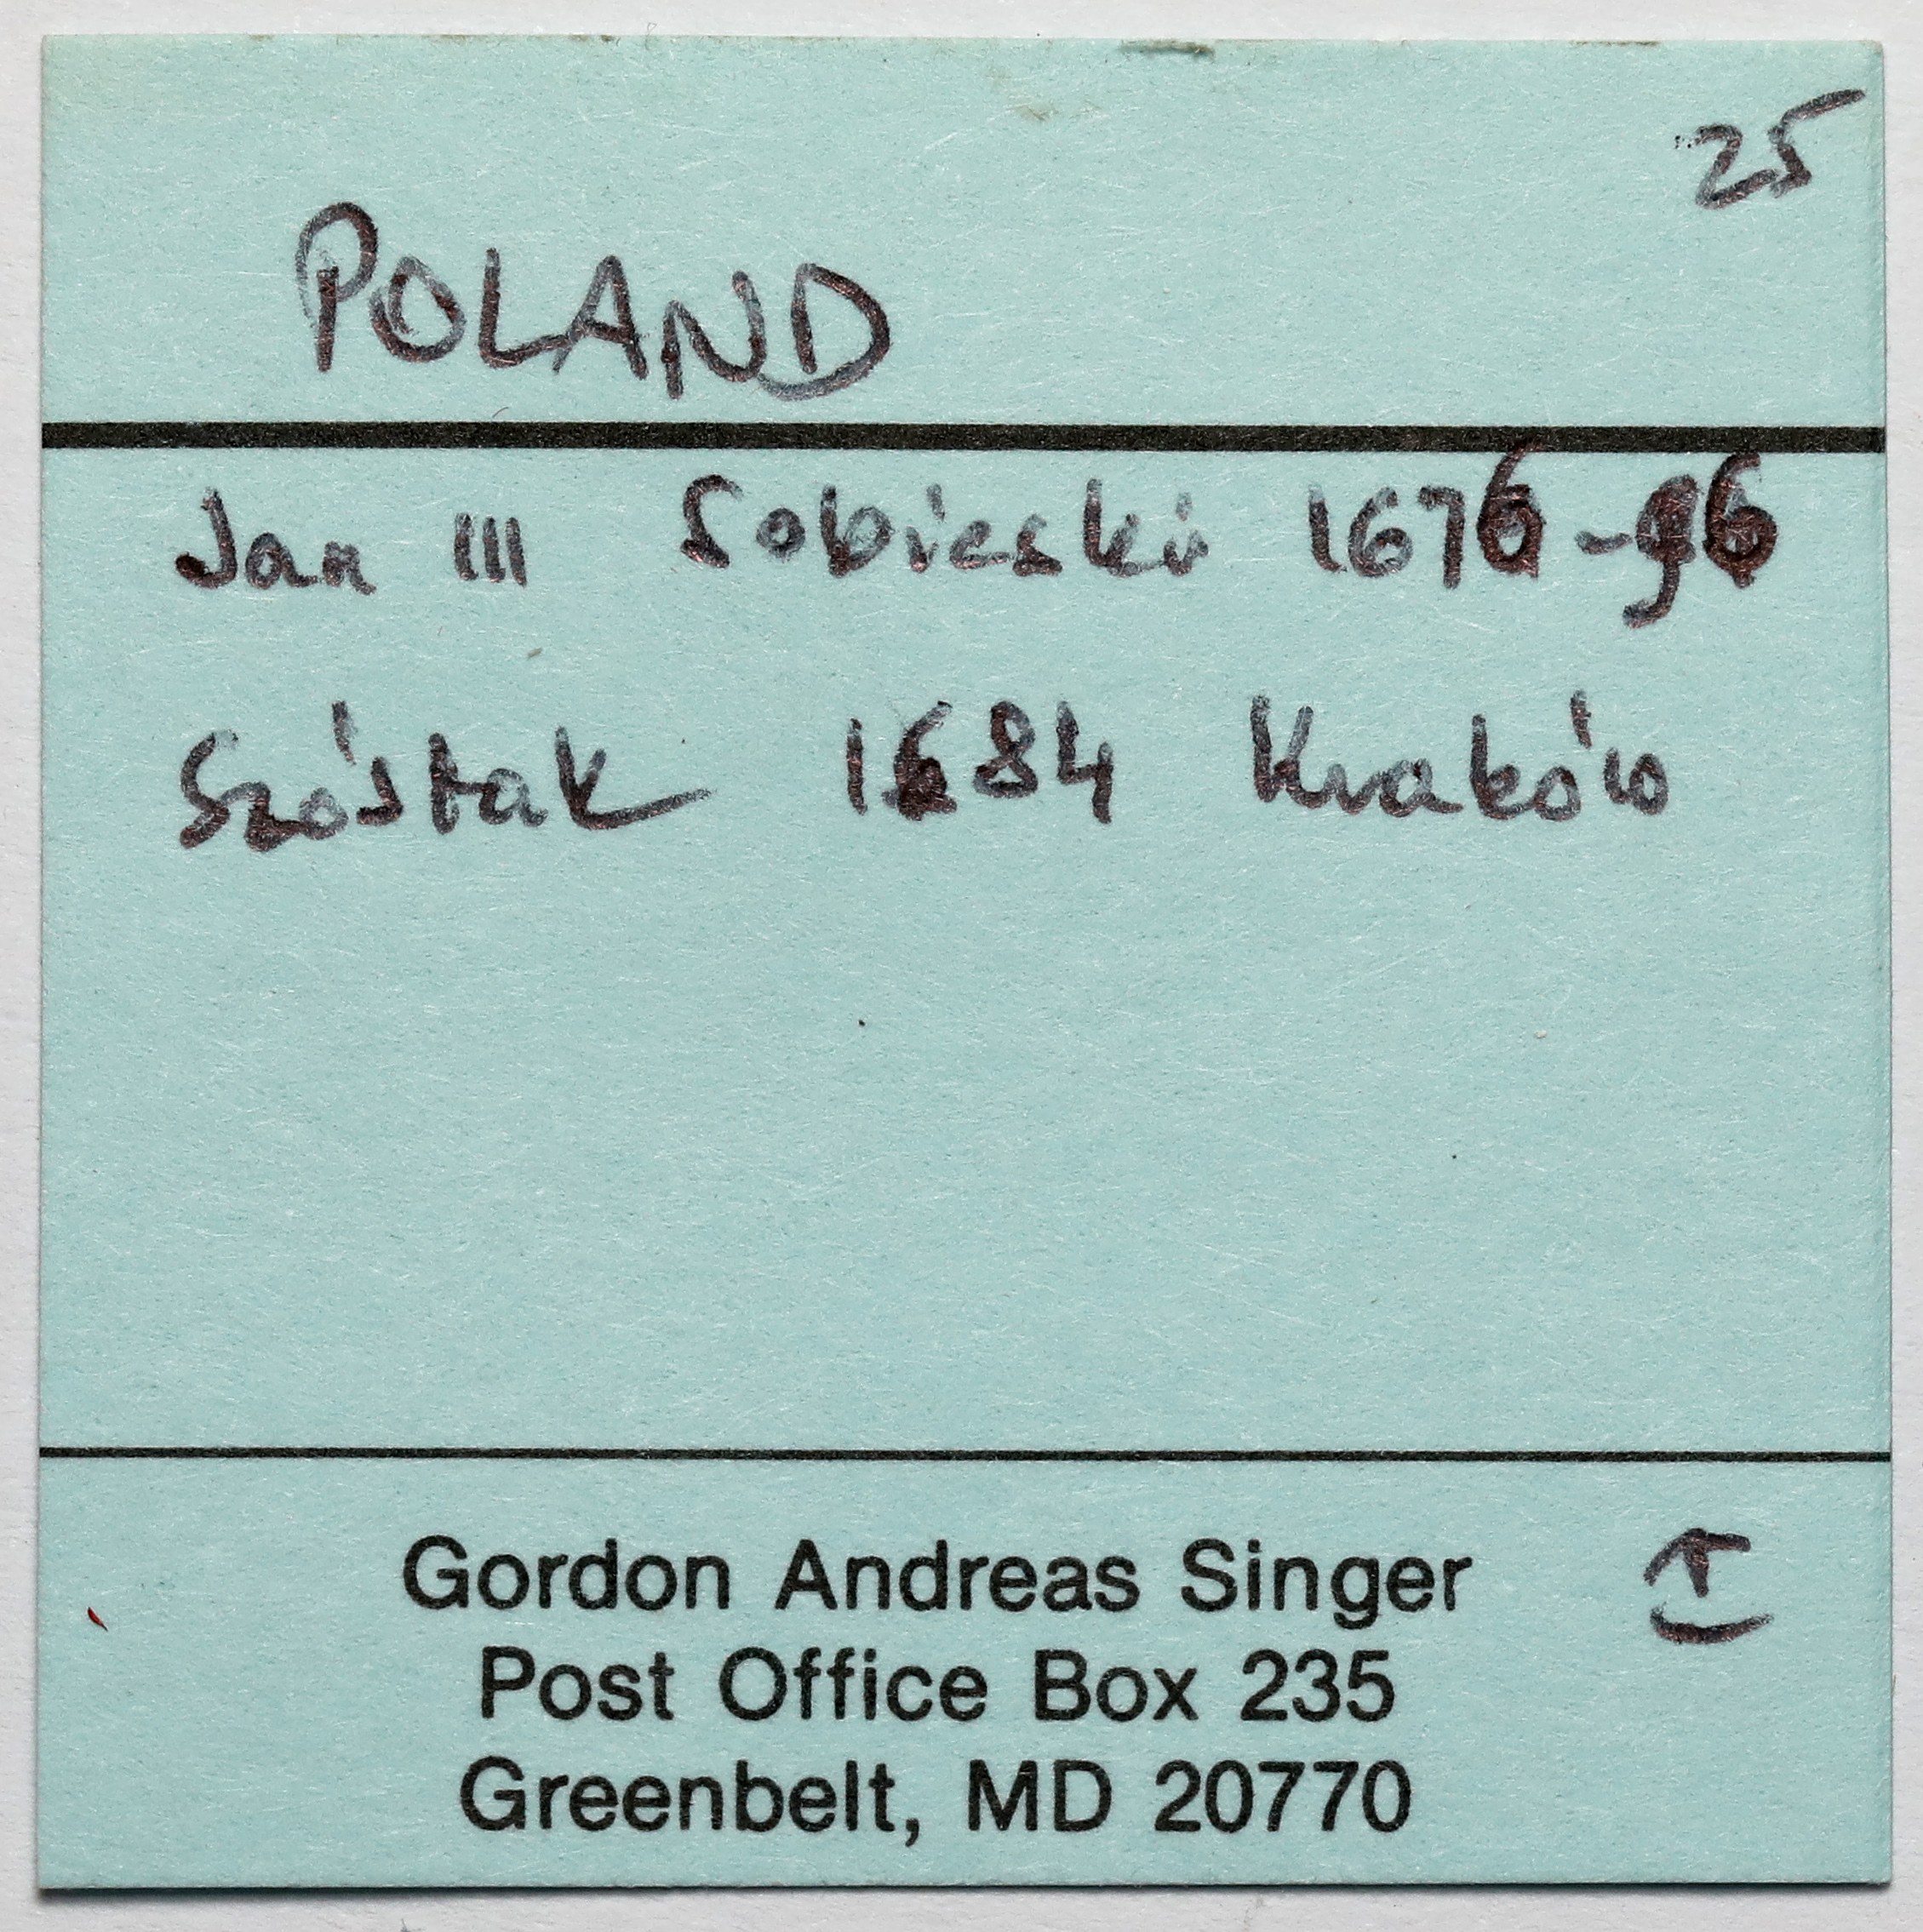 25
POLAND
Jan III Sobieski 1676-96
Szóstak 1684 Kraków
Gordon Andreas Singer
Post Office Box 235
Greenbelt, MD 20770